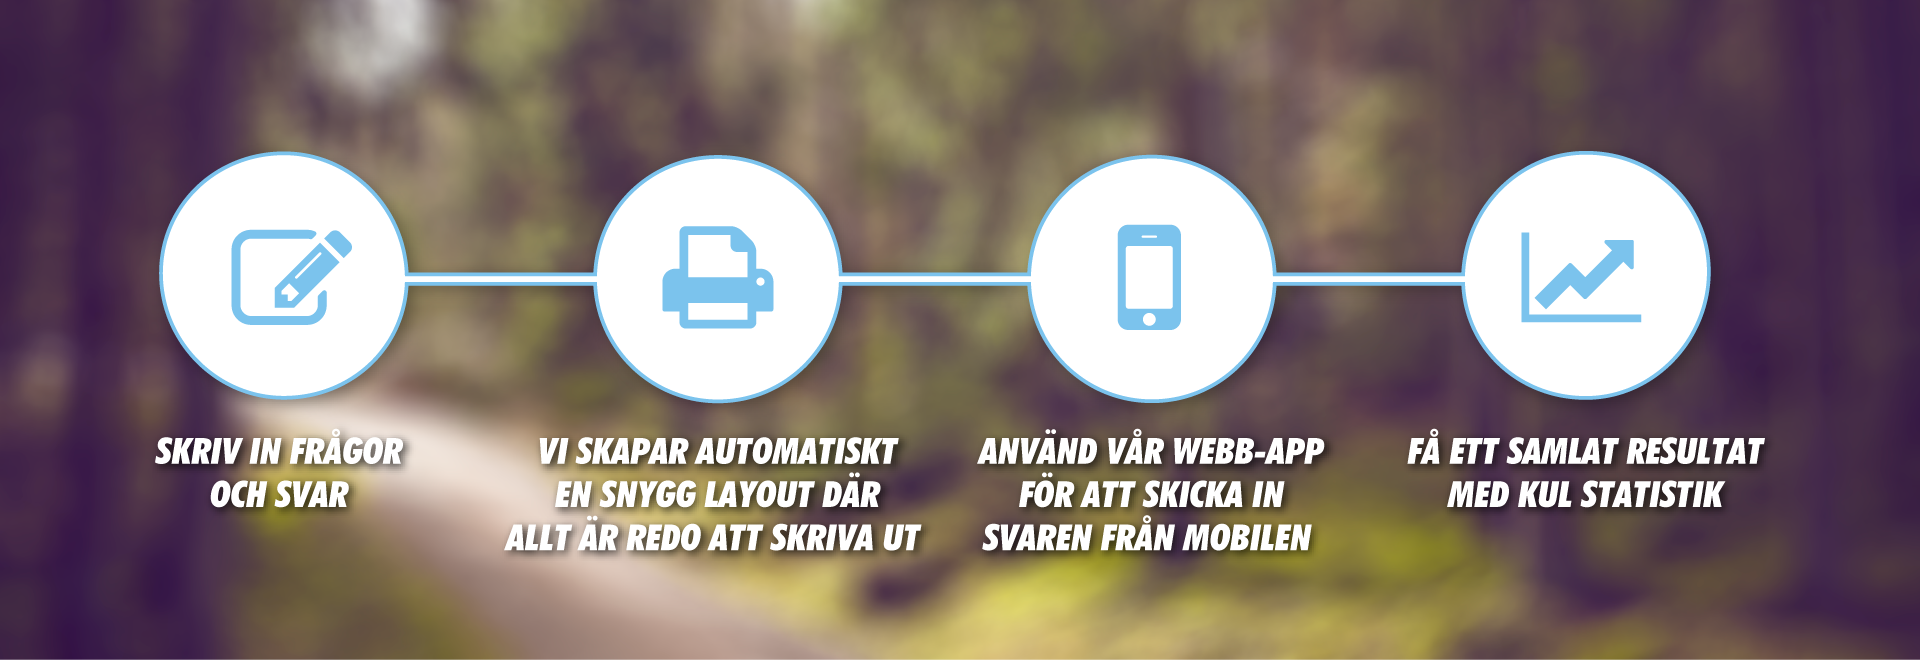 SKRIV IN FRÅGOR
OCH SVAR
VI SKAPAR AUTOMATISKT
EN SNYGG LAYOUT DÄR
ALLT ÄR REDO ATT SKRIVA UT
ANVÄND VÅR WEBB-APP
FÖR ATT SKICKA IN
SVAREN FRÅN MOBILEN
FÅ ETT SAMLAT RESULTAT
MED KUL STATISTIK